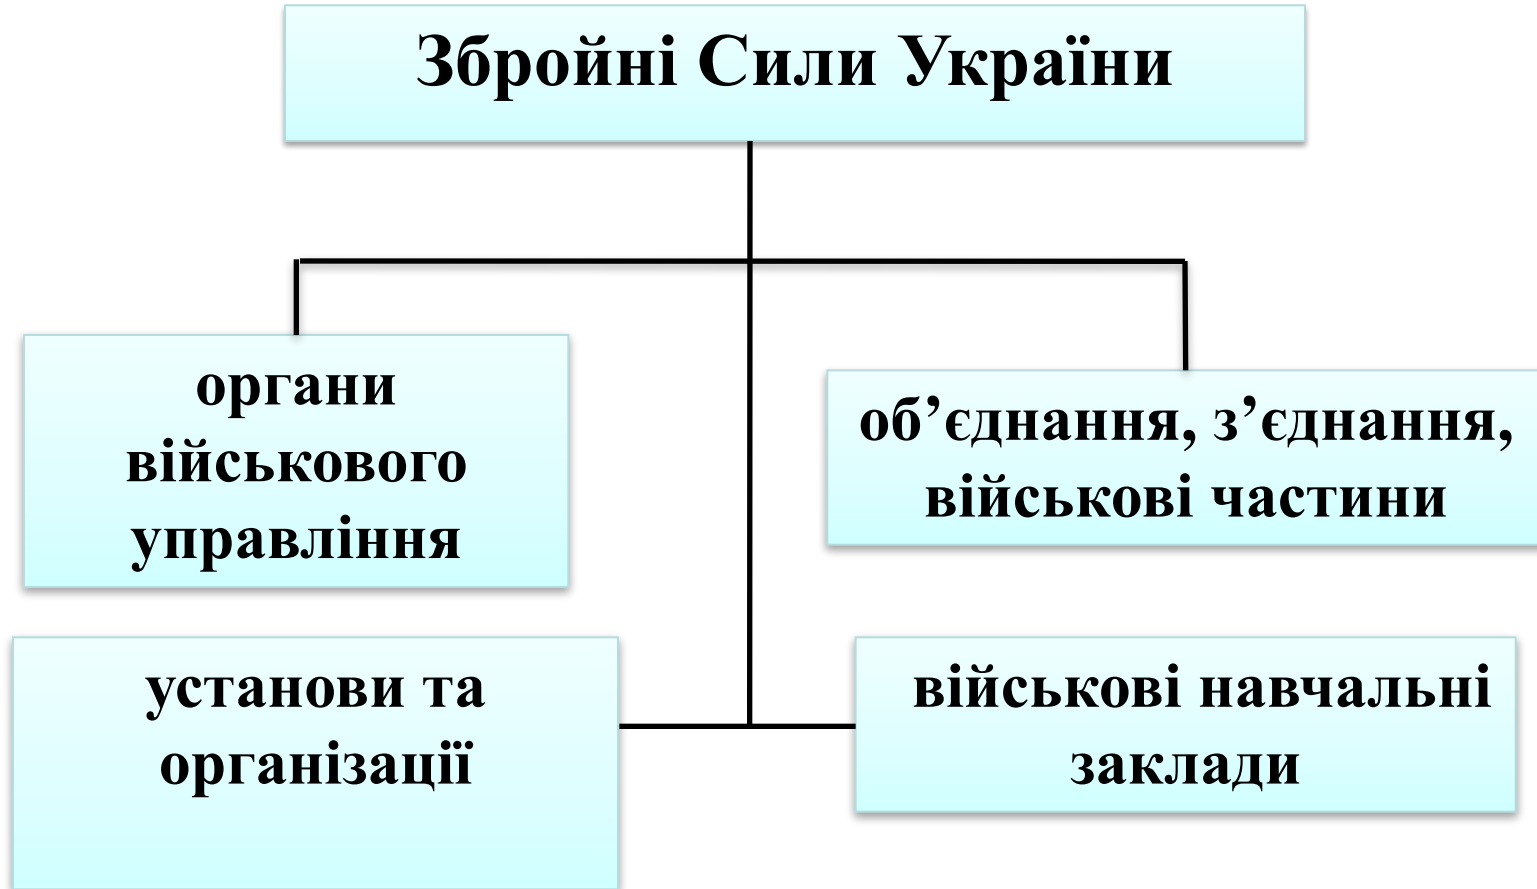 Збройні Сили України
органи
військового
управління
об’єднання, з’єднання,
військові частини
установи та
організації
військові навчальні
заклади